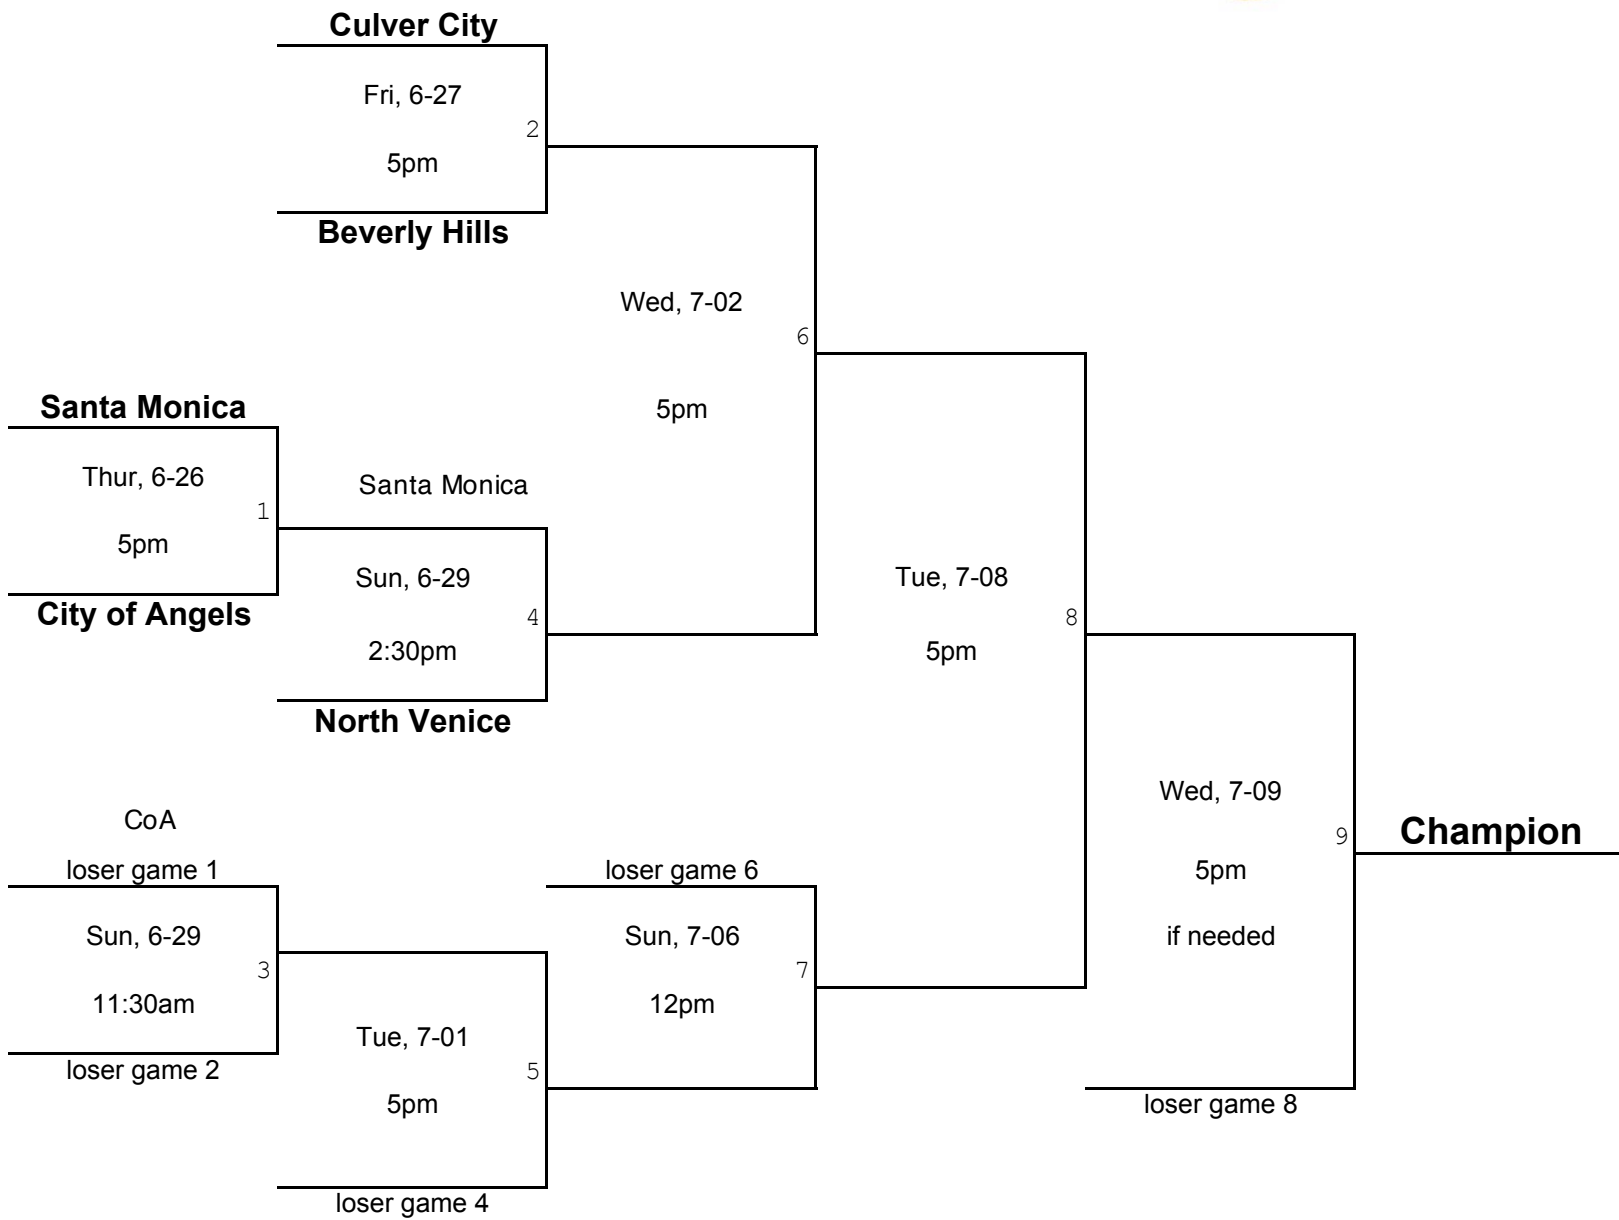 Culver City
Fri, 6-27
2
5pm
Beverly Hills
Wed, 7-02
6
5pm
Santa Monica
Thur, 6-26
1
5pm
City of Angels
Santa Monica
Sun, 6-29
4
2:30pm
North Venice
Tue, 7-08
8
5pm
CoA
loser game 1
Sun, 6-29
3
11:30am
loser game 2
Tue, 7-01
5
5pm
loser game 4
loser game 6
Sun, 7-06
7
12pm
Wed, 7-09
9
5pm
if needed
loser game 8
Champion